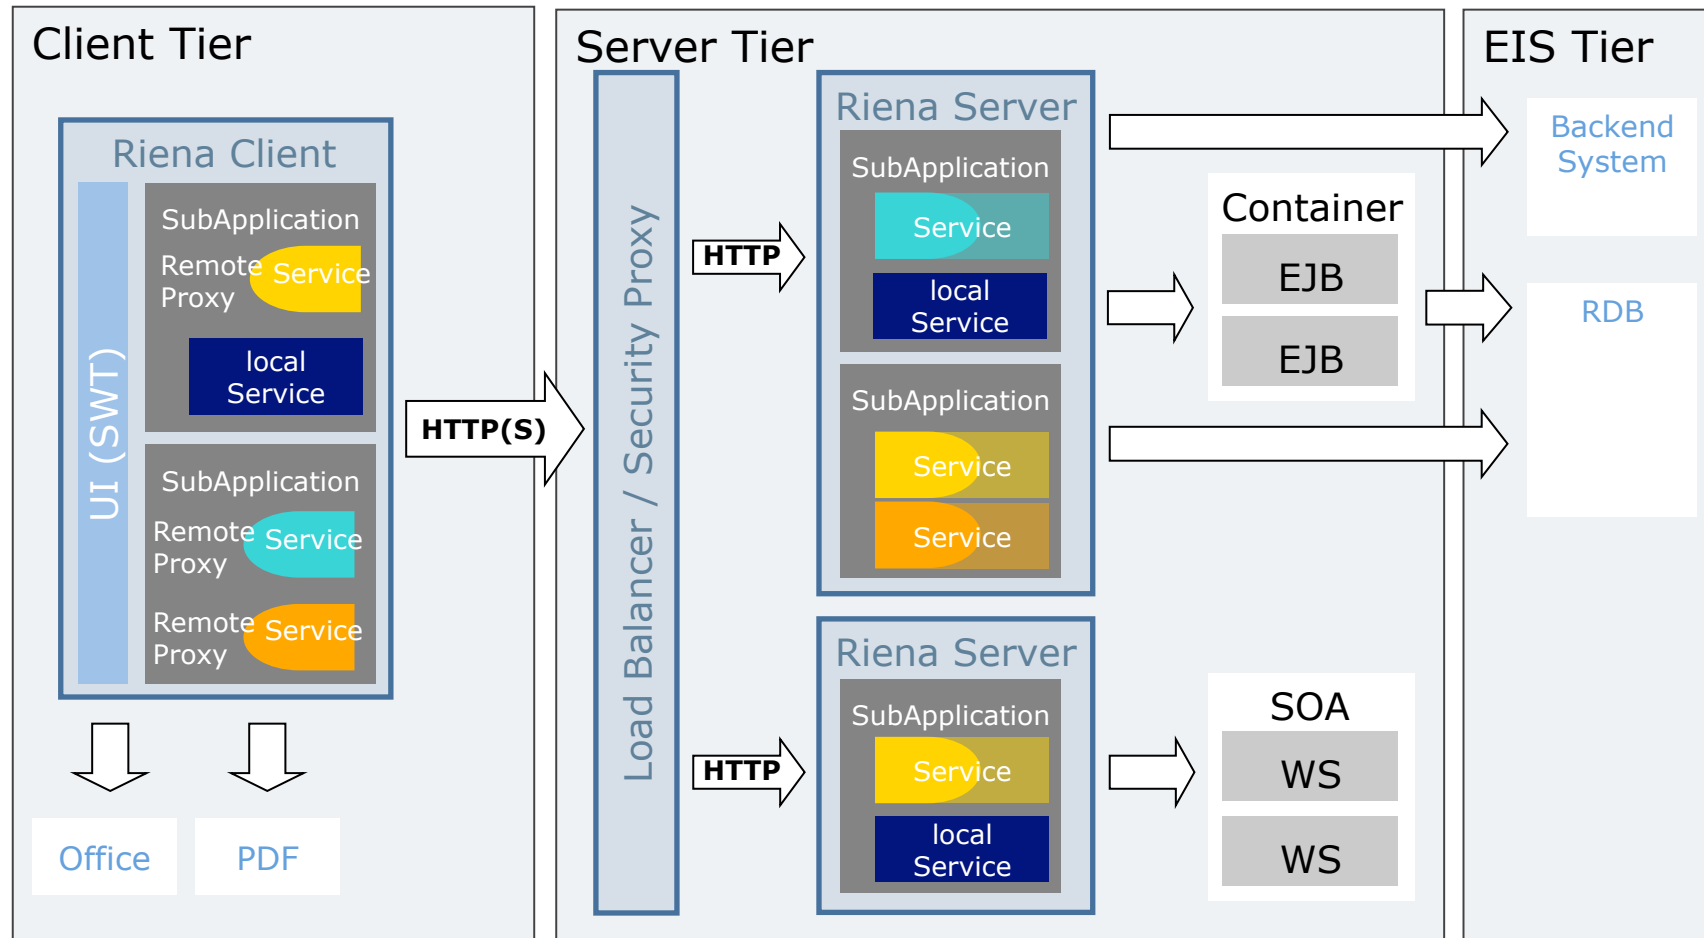 Client Tier
Riena Client
UI (SWT)
SubApplication
Remote
Proxy
Service
local
Service
SubApplication
Remote
Proxy
Service
Remote
Proxy
Service
Office
PDF
HTTP(S)
Server Tier
Load Balancer / Security Proxy
HTTP
Riena Server
SubApplication
Service
local
Service
SubApplication
Service
Service
Container
EJB
EJB
HTTP
Riena Server
SubApplication
Service
local
Service
SOA
WS
WS
EIS Tier
Backend
System
RDB